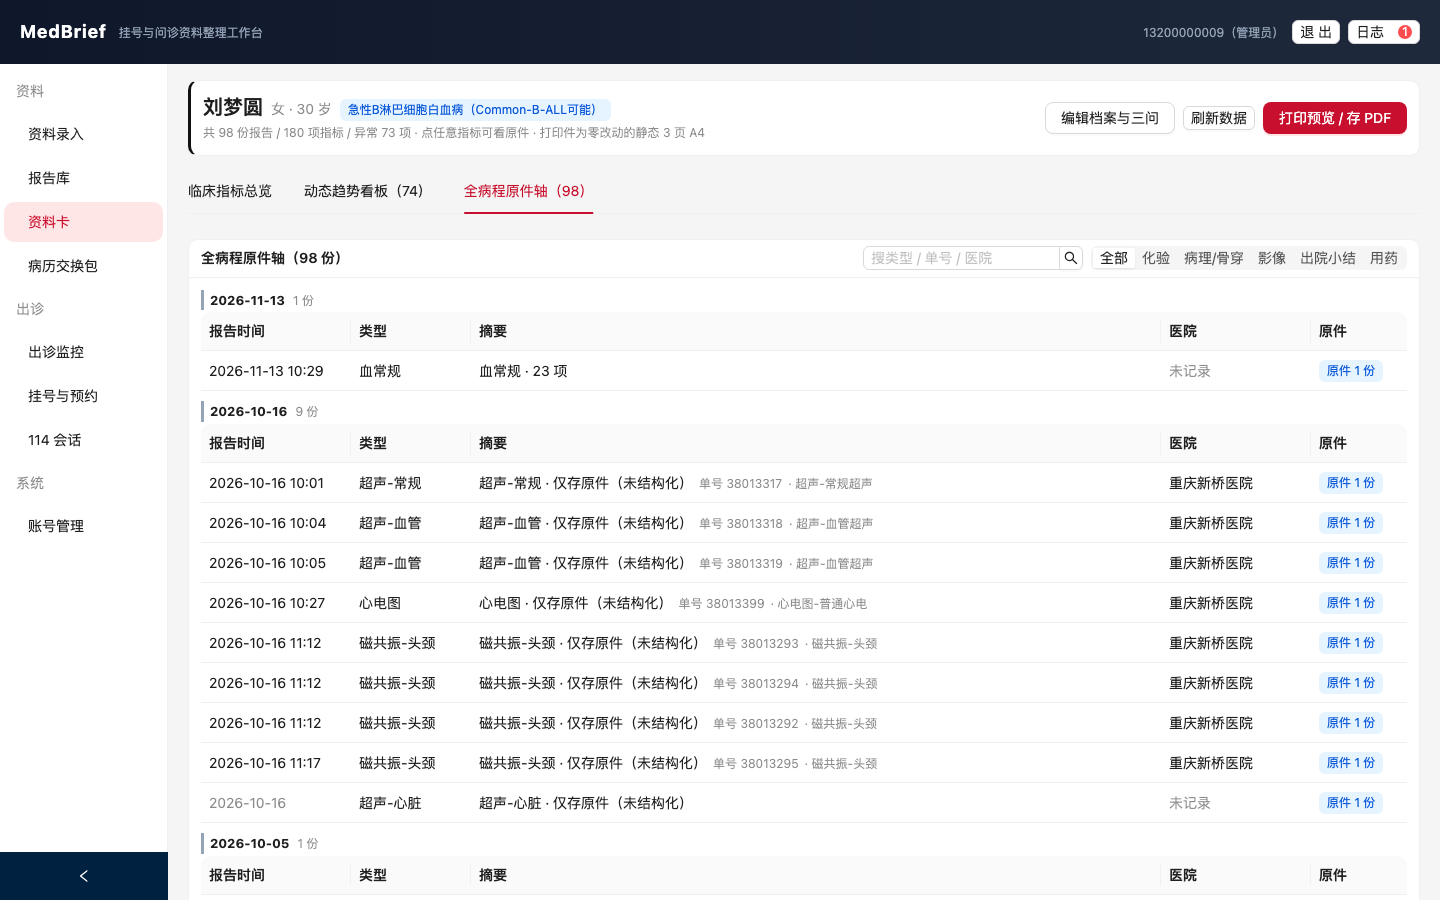 MedBrief 挂号与问诊资料整理工作台 13200000009（管理员） 退 出 日志 1
资料
资料录入
报告库
资料卡
病历交换包
出诊
出诊监控
挂号与预约
114 会话
系统
账号管理
刘梦圆 女 · 30 岁 急性B淋巴细胞白血病（Common-B-ALL可能）
共 98 份报告 / 180 项指标 / 异常 73 项 · 点任意指标可看原件 · 打印件为零改动的静态 3 页 A4
编辑档案与三问 刷新数据 打印预览 / 存 PDF
临床指标总览 动态趋势看板（74） 全病程原件轴（98）
全病程原件轴（98 份） 搜类型 / 单号 / 医院 全部 化验 病理/骨穿 影像 出院小结 用药
2026-11-13 1 份
报告时间 类型 摘要 医院 原件
2026-11-13 10:29 血常规 血常规 · 23 项 未记录 原件 1 份
2026-10-16 9 份
报告时间 类型 摘要 医院 原件
2026-10-16 10:01 超声-常规 超声-常规 · 仅存原件（未结构化） 单号 38013317 · 超声-常规超声 重庆新桥医院 原件 1 份
2026-10-16 10:04 超声-血管 超声-血管 · 仅存原件（未结构化） 单号 38013318 · 超声-血管超声 重庆新桥医院 原件 1 份
2026-10-16 10:05 超声-血管 超声-血管 · 仅存原件（未结构化） 单号 38013319 · 超声-血管超声 重庆新桥医院 原件 1 份
2026-10-16 10:27 心电图 心电图 · 仅存原件（未结构化） 单号 38013399 · 心电图-普通心电 重庆新桥医院 原件 1 份
2026-10-16 11:12 磁共振-头颈 磁共振-头颈 · 仅存原件（未结构化） 单号 38013293 · 磁共振-头颈 重庆新桥医院 原件 1 份
2026-10-16 11:12 磁共振-头颈 磁共振-头颈 · 仅存原件（未结构化） 单号 38013294 · 磁共振-头颈 重庆新桥医院 原件 1 份
2026-10-16 11:12 磁共振-头颈 磁共振-头颈 · 仅存原件（未结构化） 单号 38013292 · 磁共振-头颈 重庆新桥医院 原件 1 份
2026-10-16 11:17 磁共振-头颈 磁共振-头颈 · 仅存原件（未结构化） 单号 38013295 · 磁共振-头颈 重庆新桥医院 原件 1 份
2026-10-16 超声-心脏 超声-心脏 · 仅存原件（未结构化） 未记录 原件 1 份
2026-10-05 1 份
报告时间 类型 摘要 医院 原件